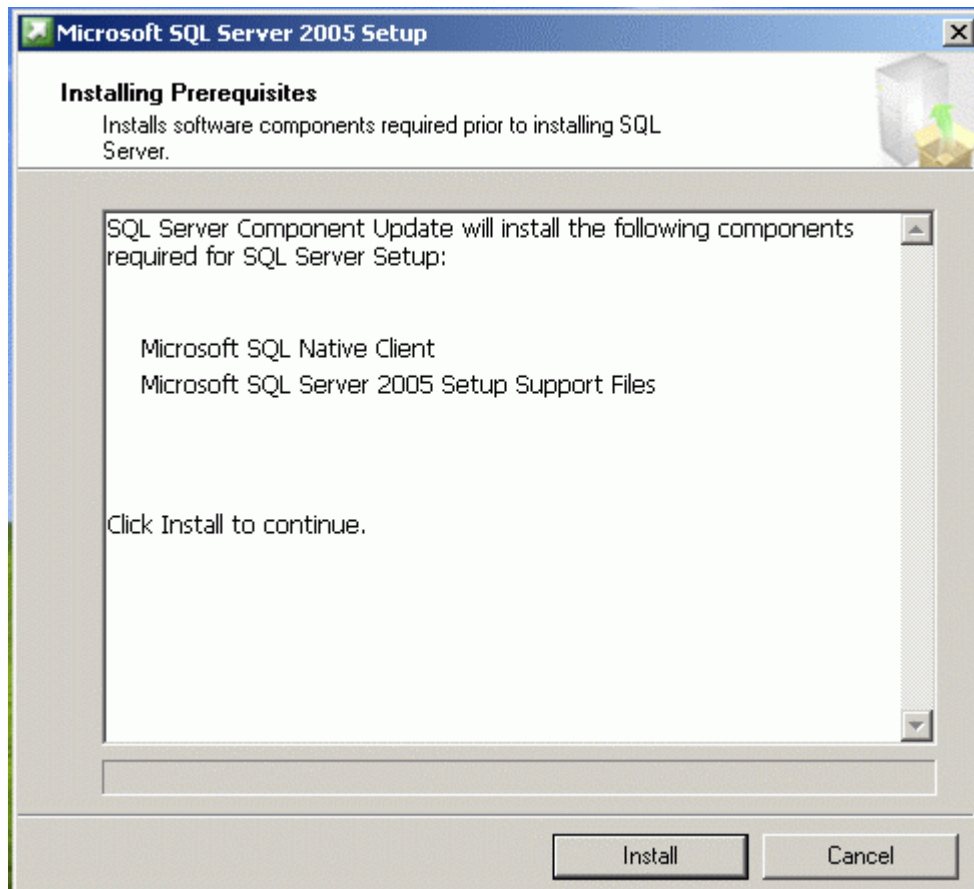 Microsoft SQL Server 2005 Setup
Installing Prerequisites
Installs software components required prior to installing SQL
Server.
SQL Server Component Update will install the following components
required for SQL Server Setup:
Microsoft SQL Native Client
Microsoft SQL Server 2005 Setup Support Files
Click Install to continue.
Install
Cancel